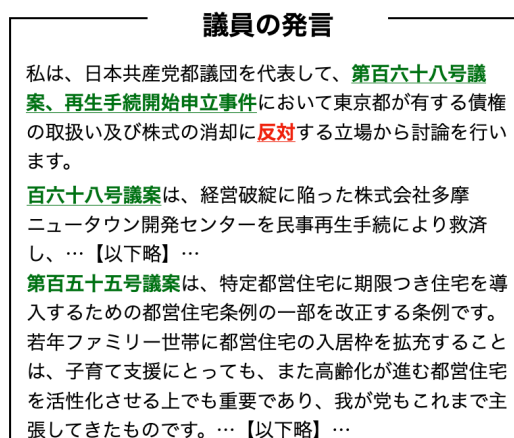 議員の発言
私は、日本共産党都議団を代表して、第百六十八号議
案、再生手続開始申立事件において東京都が有する債権
の取扱い及び株式の消却に反対する立場から討論を行い
ます。
百六十八号議案は、経営破綻に陥った株式会社多摩
ニュータウン開発センターを民事再生手続により救済
し、…【以下略】…
第百五十五号議案は、特定都営住宅に期限つき住宅を導
入するための都営住宅条例の一部を改正する条例です。
若年ファミリー世帯に都営住宅の入居枠を拡充すること
は、子育て支援にとっても、また高齢化が進む都営住宅
を活性化させる上でも重要であり、我が党もこれまで主
張してきたものです。…【以下略】…